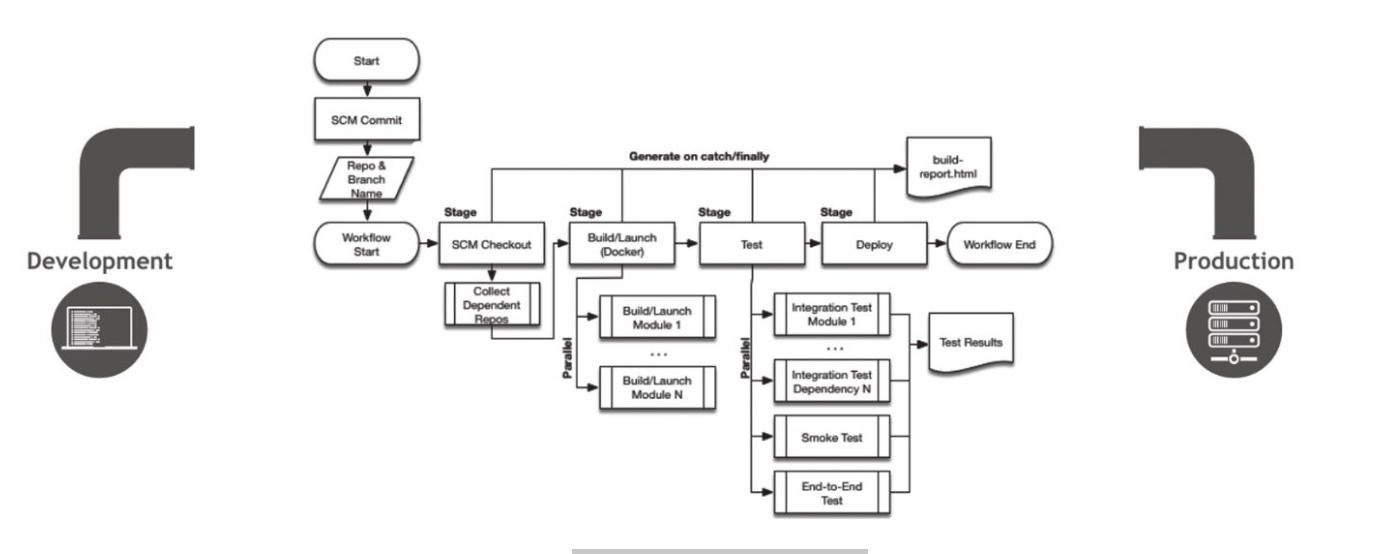 Start
SCM Commit
Repo &
Branch
Name
Generate on catch/finally
build-
report.html
Workflow
Start
Stage
SCM Checkout
Stage
Build/Launch
(Docker)
Stage
Test
Stage
Deploy
Workflow End
Development
Production
Collect
Dependent
Repos
Parallel
Build/Launch
Module 1
...
Build/Launch
Module N
Parallel
Integration Test
Module 1
...
Integration Test
Dependency N
Smoke Test
End-to-End
Test
Test Results